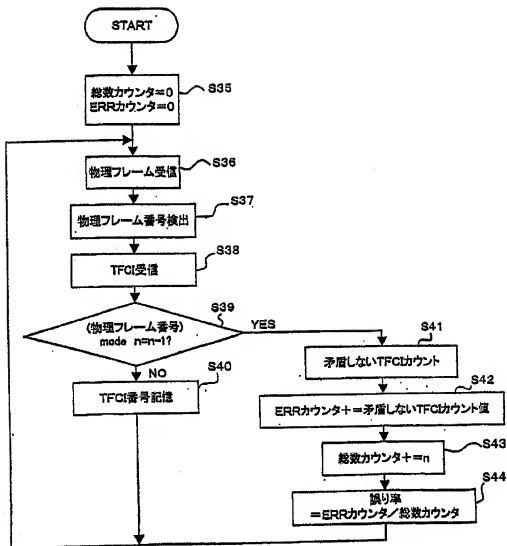 START
総数カウンタ=0
ERRカウンタ=0
S35
物理フレーム受信
S36
物理フレーム番号検出
S37
TFCI受信
S38
(物理フレーム番号)
mode n=n-1?
S39
YES
NO
TFCI番号記憶
S40
矛盾しないTFCIカウント
S41
ERRカウンタ+=矛盾しないTFCIカウント値
S42
総数カウンタ+=n
S43
誤り率
=ERRカウンタ/総数カウンタ
S44